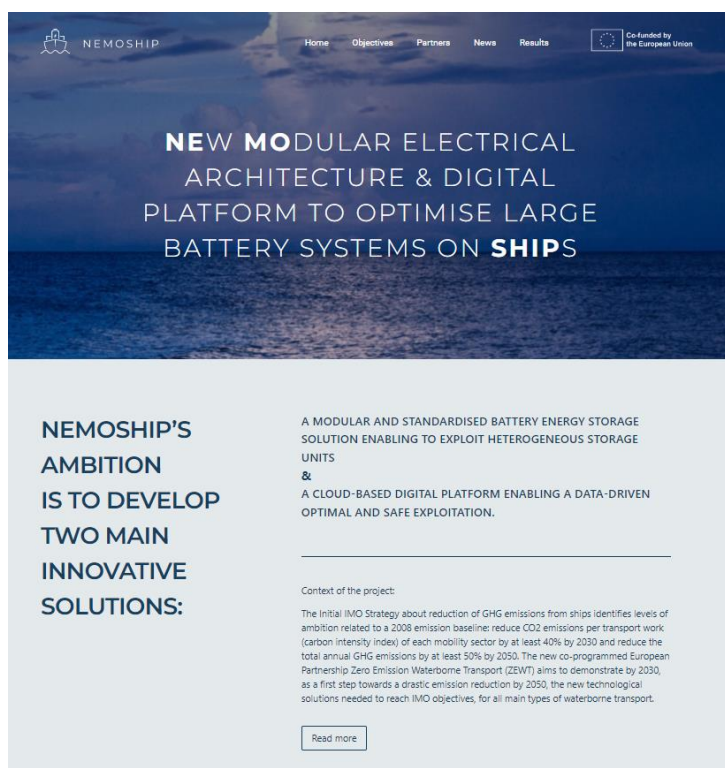 NEMOSHIP
Home Objectives Partners News Results
Co-funded by
the European Union
NEW MODULAR ELECTRICAL
ARCHITECTURE & DIGITAL
PLATFORM TO OPTIMISE LARGE
BATTERY SYSTEMS ON SHIPS
NEMOSHIP'S
AMBITION
IS TO DEVELOP
TWO MAIN
INNOVATIVE
SOLUTIONS:
A MODULAR AND STANDARDISED BATTERY ENERGY STORAGE
SOLUTION ENABLING TO EXPLOIT HETEROGENEOUS STORAGE
UNITS
&
A CLOUD-BASED DIGITAL PLATFORM ENABLING A DATA-DRIVEN
OPTIMAL AND SAFE EXPLOITATION.
Context of the project:
The Initial IMO Strategy about reduction of GHG emissions from ships identifies levels of
ambition related to a 2008 emission baseline: reduce CO2 emissions per transport work
(carbon intensity index) of each mobility sector by at least 40% by 2030 and reduce the
total annual GHG emissions by at least 50% by 2050. The new co-programmed European
Partnership Zero Emission Waterborne Transport (ZEWT) aims to demonstrate by 2030,
as a first step towards a drastic emission reduction by 2050, the new technological
solutions needed to reach IMO objectives, for all main types of waterborne transport.
Read more